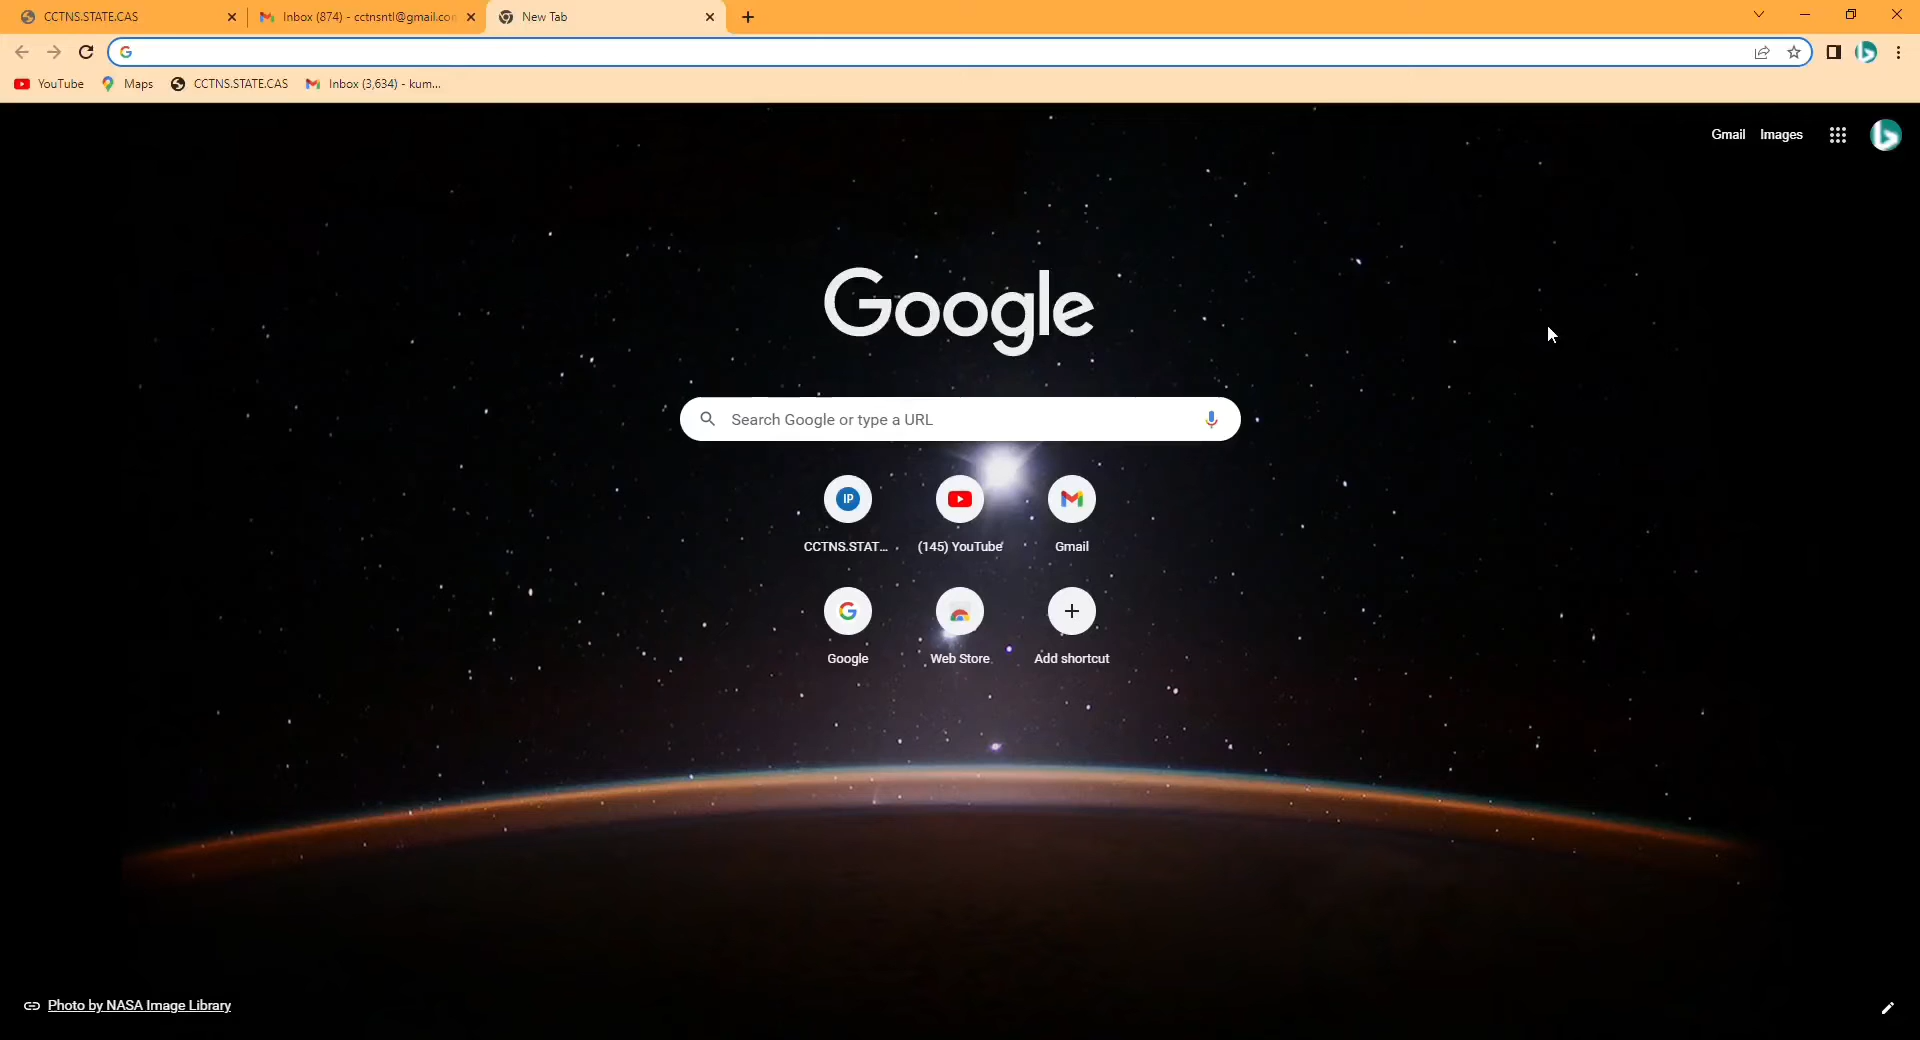 CCTNS.STATE.CAS
Inbox (874) - cctnsntl@gmail.con
New Tab
YouTube
Maps
CCTNS.STATE.CAS
Inbox (3,634) - kum...
Gmail
Images
Google
Search Google or type a URL
IP
CCTNS.STAT...
(145) YouTube
Gmail
Google
Web Store
Add shortcut
Photo by NASA Image Library